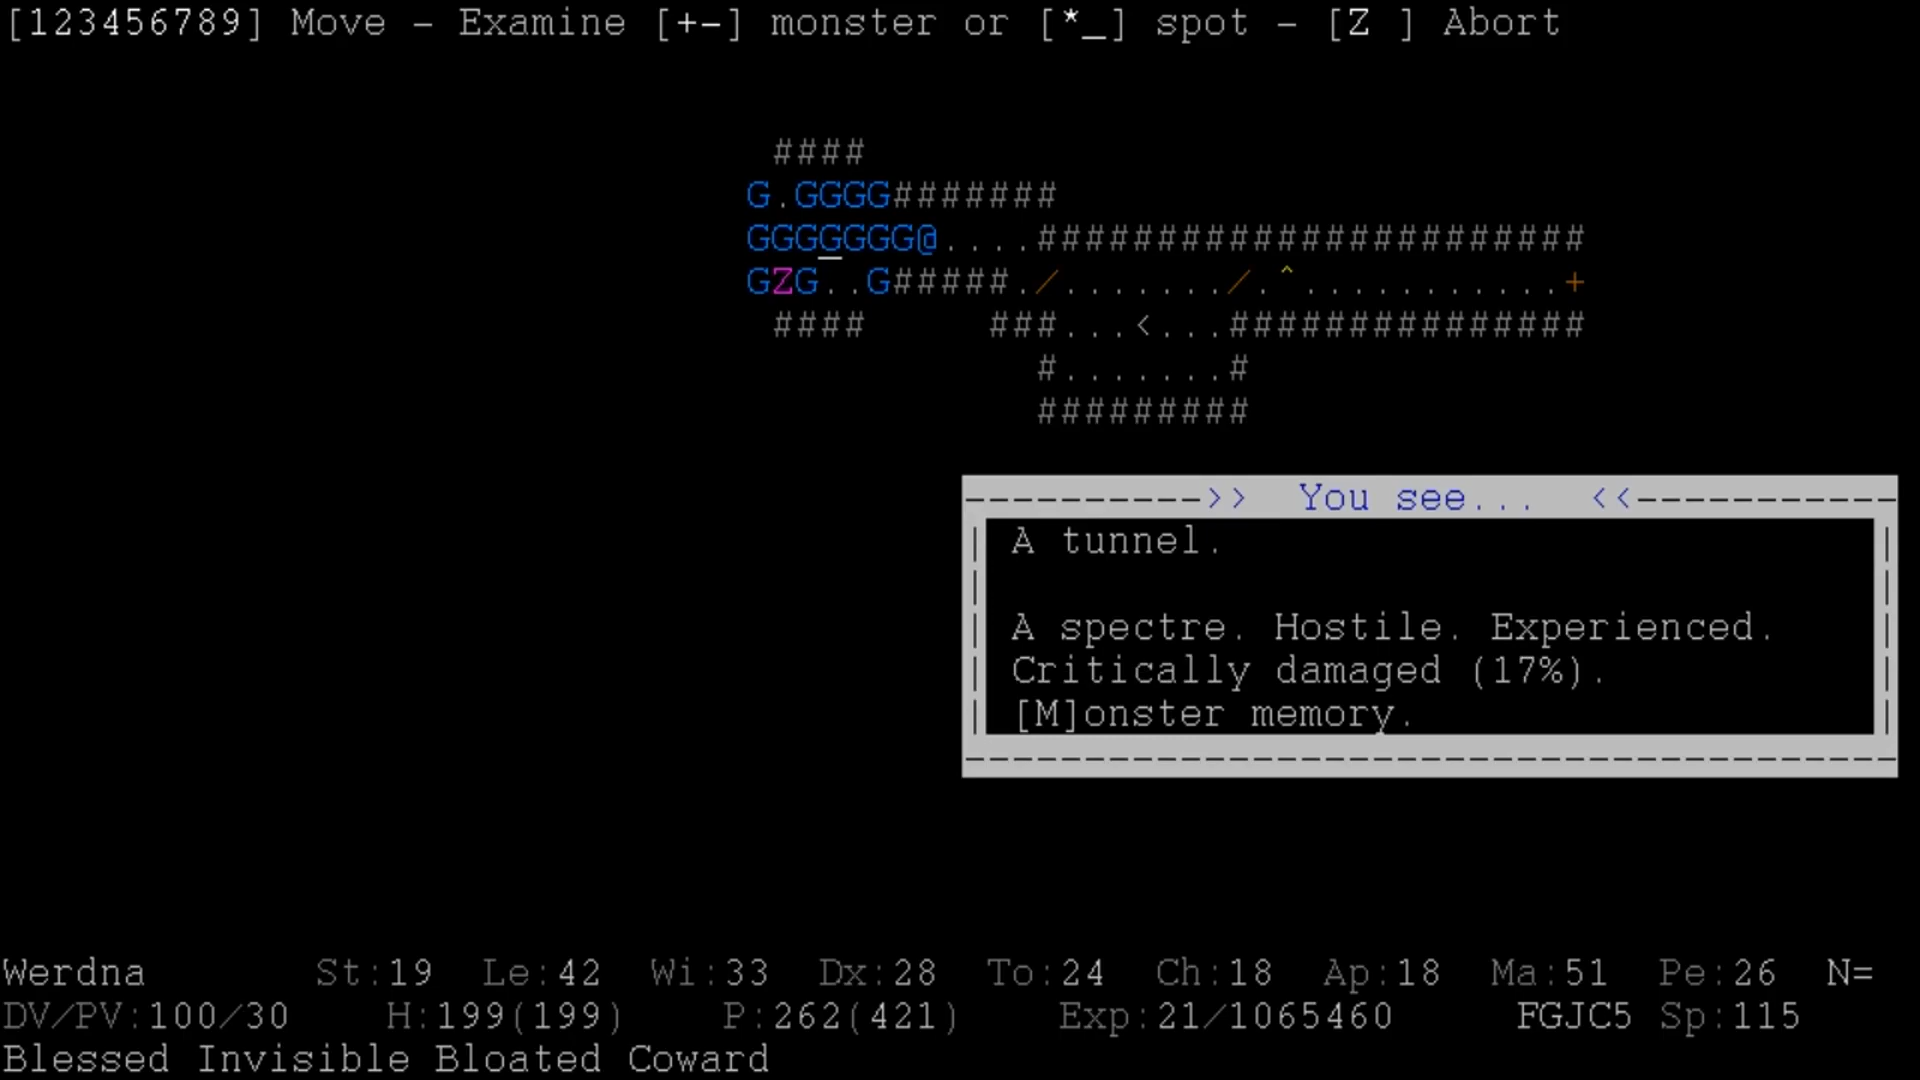 [123456789] Move - Examine [+-] monster or [*_] spot - [Z ] Abort
####
G.GGGG#######
GGGGGGG@....#######################
GZG..G#####./......./.^...........+
####     ###...<...###############
#.......#
#########
---------->>  You see...  <<-----------
A tunnel.
A spectre. Hostile. Experienced.
Critically damaged (17%).
[M]onster memory.
Werdna St:19 Le:42 Wi:33 Dx:28 To:24 Ch:18 Ap:18 Ma:51 Pe:26 N=
DV/PV:100/30 H:199(199) P:262(421) Exp:21/1065460 FGJC5 Sp:115
Blessed Invisible Bloated Coward